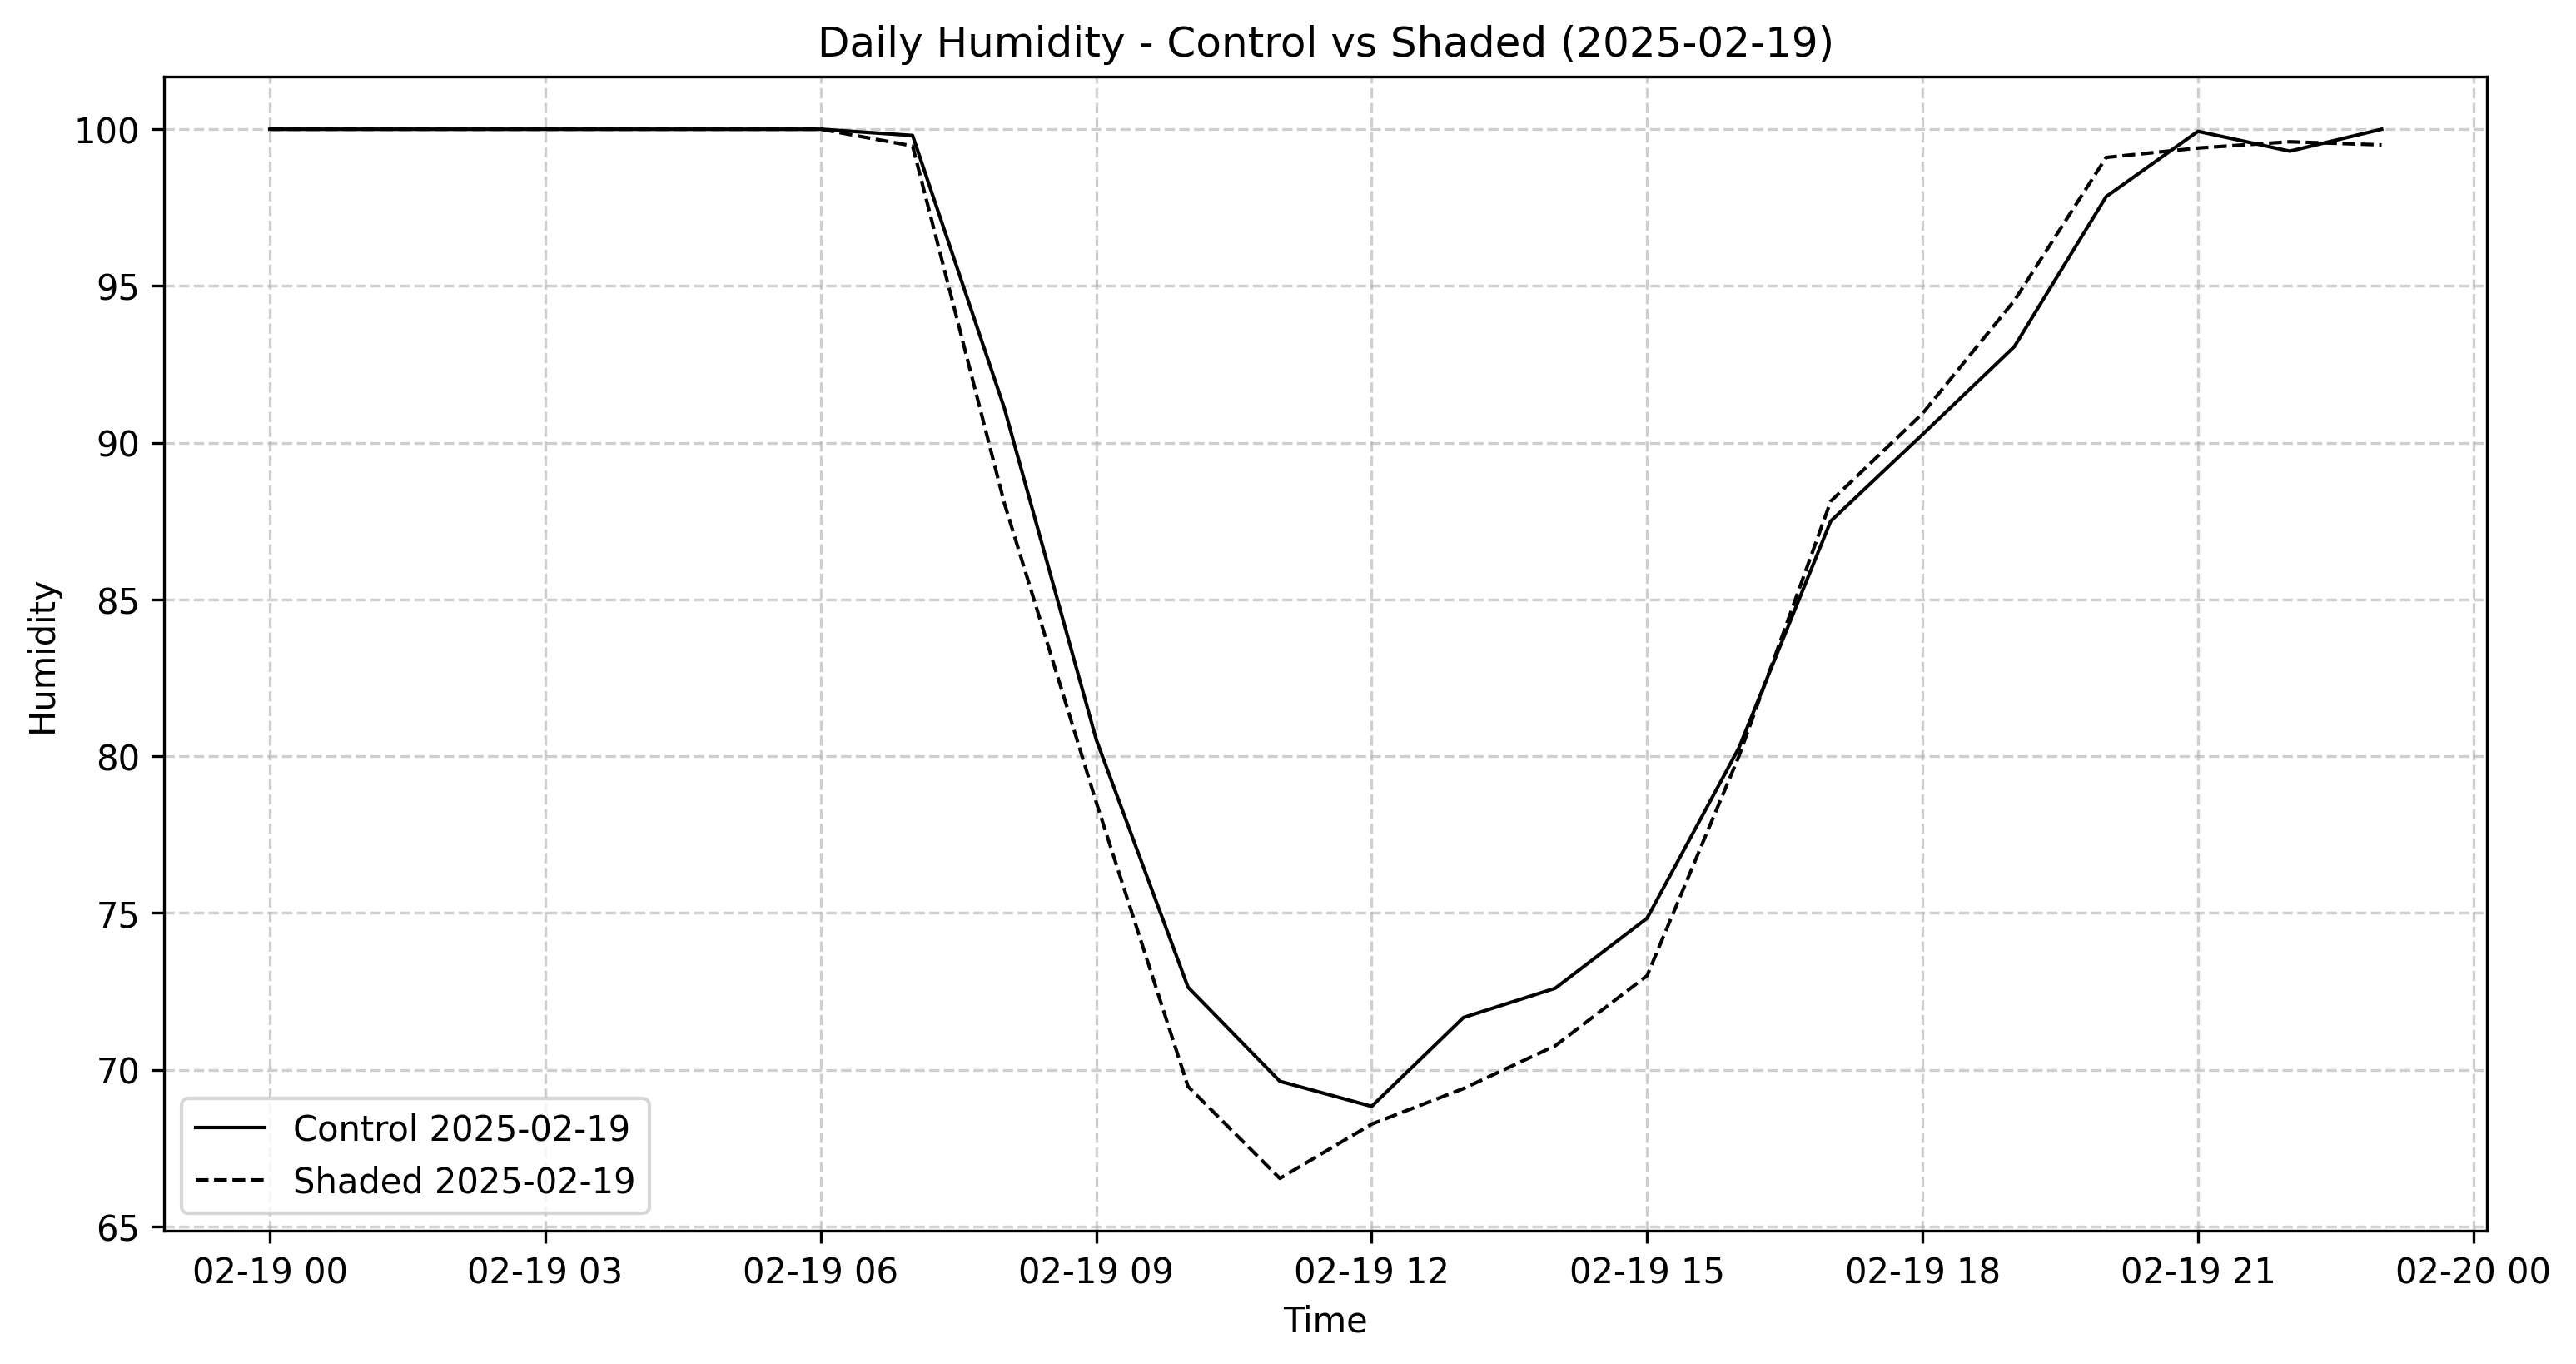 Daily Humidity - Control vs Shaded (2025-02-19)
100
95
90
85
80
75
70
65
Humidity
Control 2025-02-19
Shaded 2025-02-19
02-19 00 02-19 03 02-19 06 02-19 09 02-19 12 02-19 15 02-19 18 02-19 21 02-20 00
Time